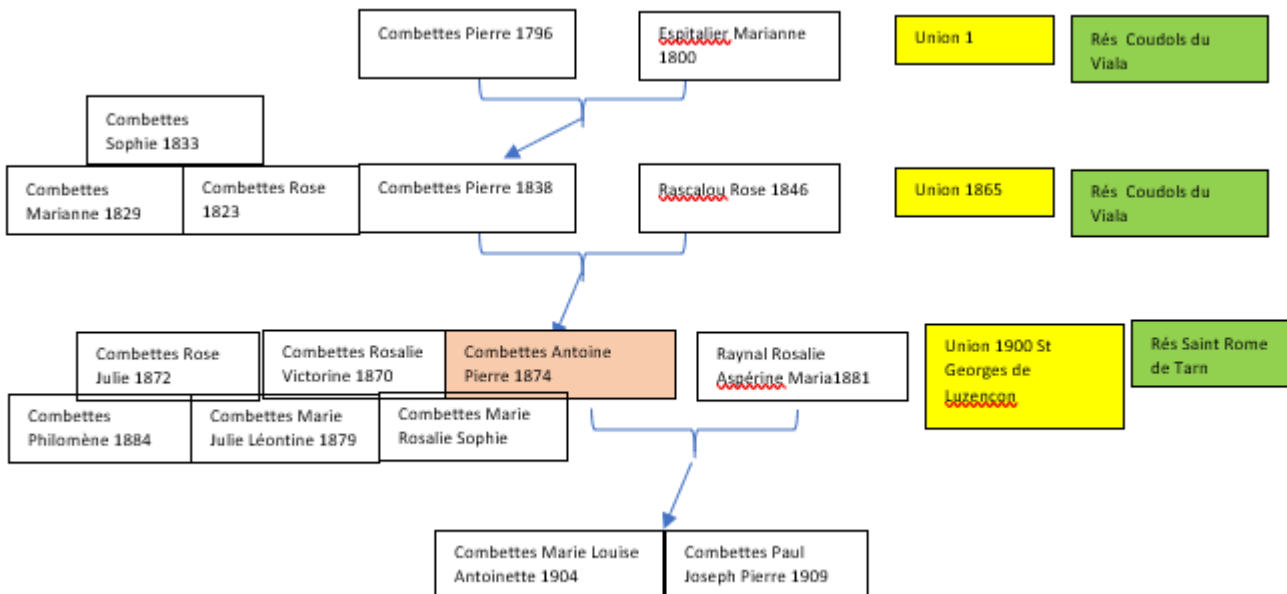 Combettes Pierre 1796
Espitalier Marianne
1800
Union 1
Rés Coudols du
Viala
Combettes
Sophie 1833
Combettes
Marianne 1829
Combettes Rose
1823
Combettes Pierre 1838
Rascalou Rose 1846
Union 1865
Rés Coudols du
Viala
Combettes Rose
Julie 1872
Combettes Rosalie
Victorine 1870
Combettes Antoine
Pierre 1874
Raynal Rosalie
Aspérine Maria1881
Union 1900 St
Georges de
Luzençon
Rés Saint Rome
de Tarn
Combettes
Philomène 1884
Combettes Marie
Julie Léontine 1879
Combettes Marie
Rosalie Sophie
Combettes Marie Louise
Antoinette 1904
Combettes Paul
Joseph Pierre 1909